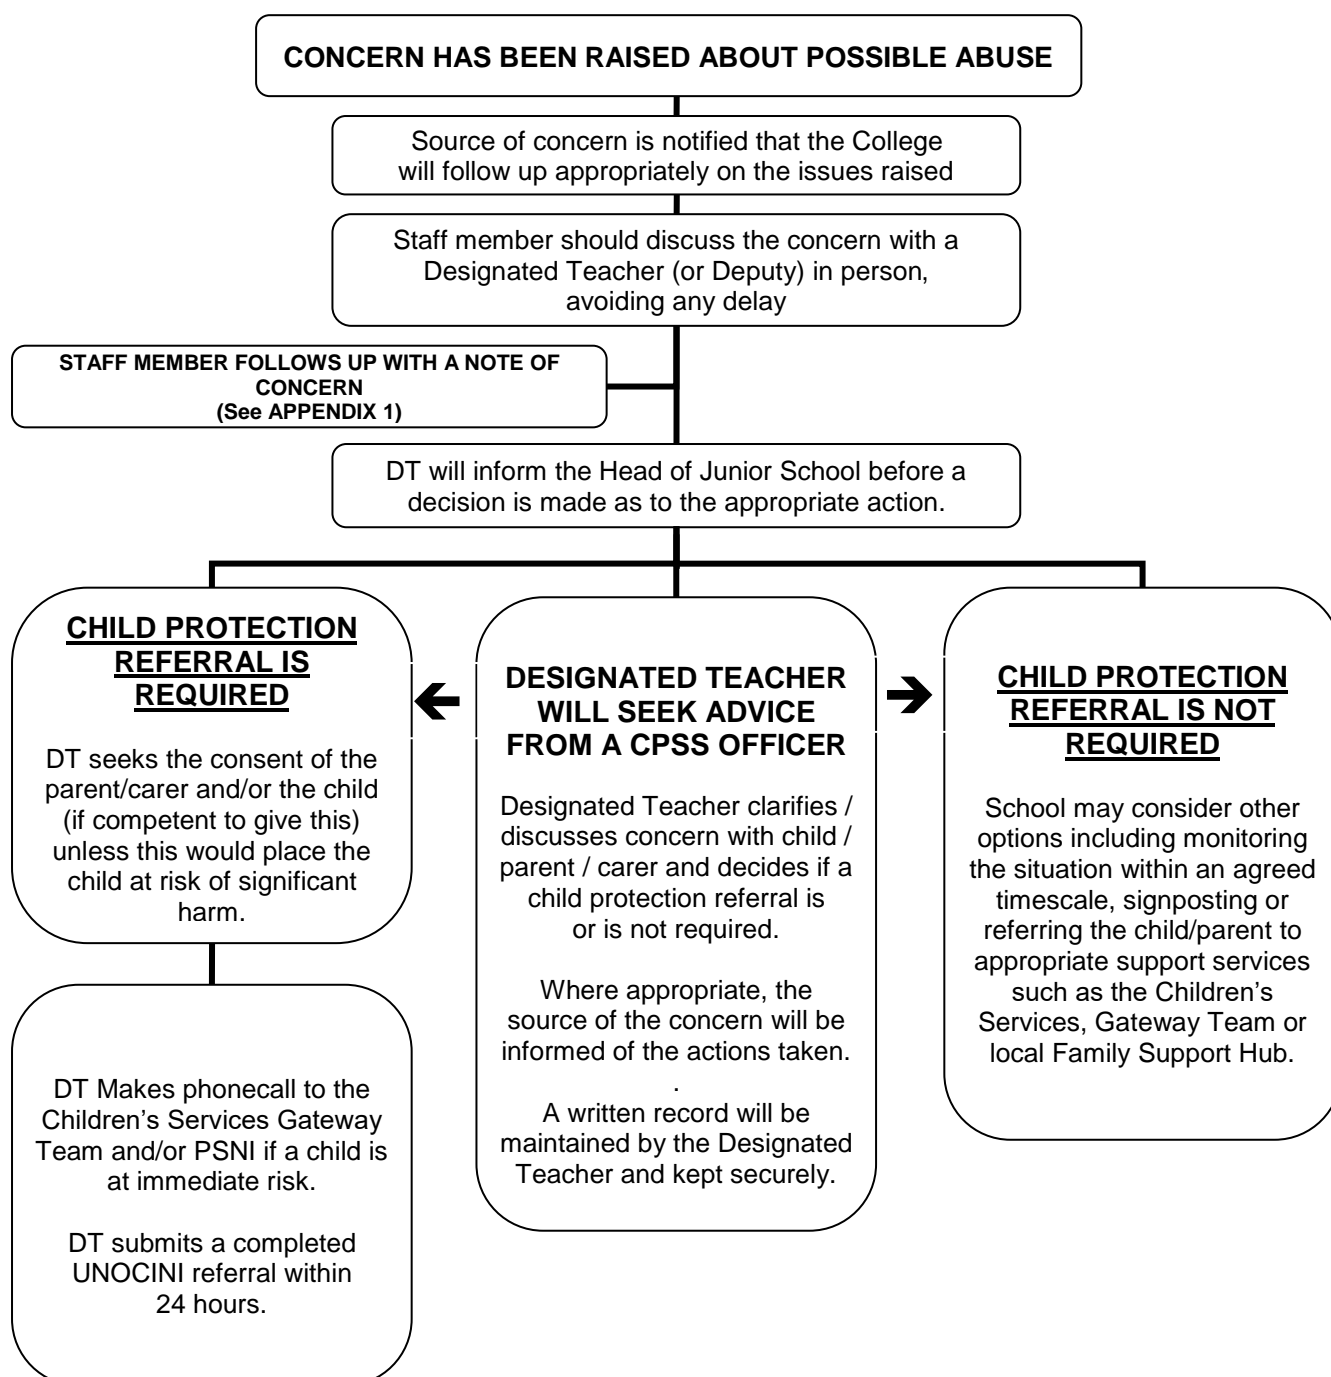 CONCERN HAS BEEN RAISED ABOUT POSSIBLE ABUSE
Source of concern is notified that the College
will follow up appropriately on the issues raised
Staff member should discuss the concern with a
Designated Teacher (or Deputy) in person,
avoiding any delay
STAFF MEMBER FOLLOWS UP WITH A NOTE OF
CONCERN
(See APPENDIX 1)
DT will inform the Head of Junior School before a
decision is made as to the appropriate action.
CHILD PROTECTION
REFERRAL IS
REQUIRED
DT seeks the consent of the
parent/carer and/or the child
(if competent to give this)
unless this would place the
child at risk of significant
harm.
DT Makes phonecall to the
Children’s Services Gateway
Team and/or PSNI if a child is
at immediate risk.
DT submits a completed
UNOCINI referral within
24 hours.
DESIGNATED TEACHER
WILL SEEK ADVICE
FROM A CPSS OFFICER
Designated Teacher clarifies /
discusses concern with child /
parent / carer and decides if a
child protection referral is
or is not required.
Where appropriate, the
source of the concern will be
informed of the actions taken.
.
A written record will be
maintained by the Designated
Teacher and kept securely.
CHILD PROTECTION
REFERRAL IS NOT
REQUIRED
School may consider other
options including monitoring
the situation within an agreed
timescale, signposting or
referring the child/parent to
appropriate support services
such as the Children’s
Services, Gateway Team or
local Family Support Hub.